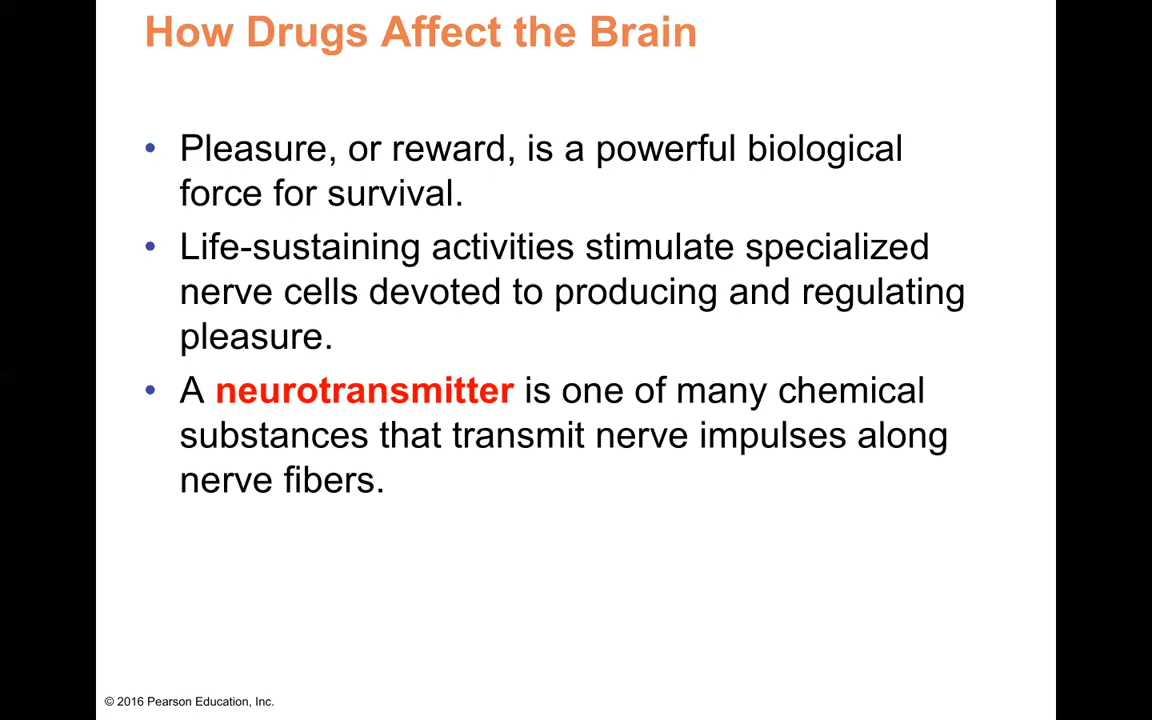 How Drugs Affect the Brain
• Pleasure, or reward, is a powerful biological
force for survival.
• Life-sustaining activities stimulate specialized
nerve cells devoted to producing and regulating
pleasure.
• A neurotransmitter is one of many chemical
substances that transmit nerve impulses along
nerve fibers.
© 2016 Pearson Education, Inc.